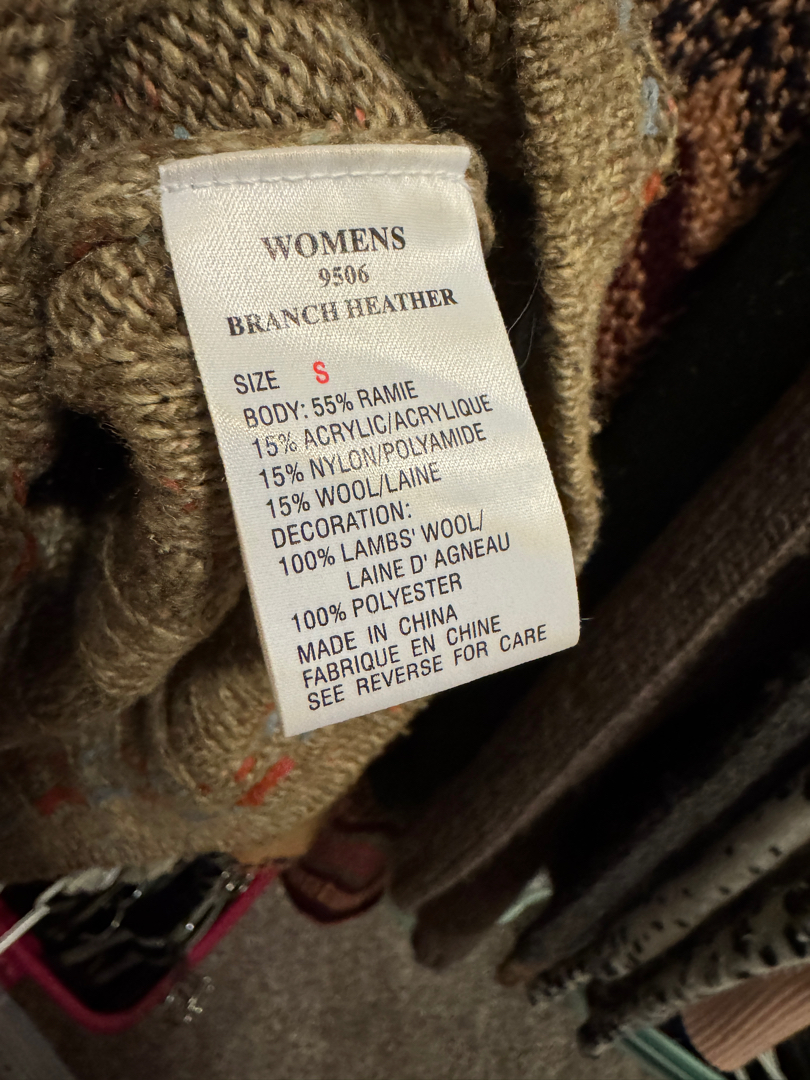 WOMENS
9506
BRANCH HEATHER
SIZE S
BODY: 55% RAMIE
15% ACRYLIC/ACRYLIQUE
15% NYLON/POLYAMIDE
15% WOOL/LAINE
DECORATION:
100% LAMBS' WOOL/
LAINE D' AGNEAU
100% POLYESTER
MADE IN CHINA
FABRIQUE EN CHINE
SEE REVERSE FOR CARE